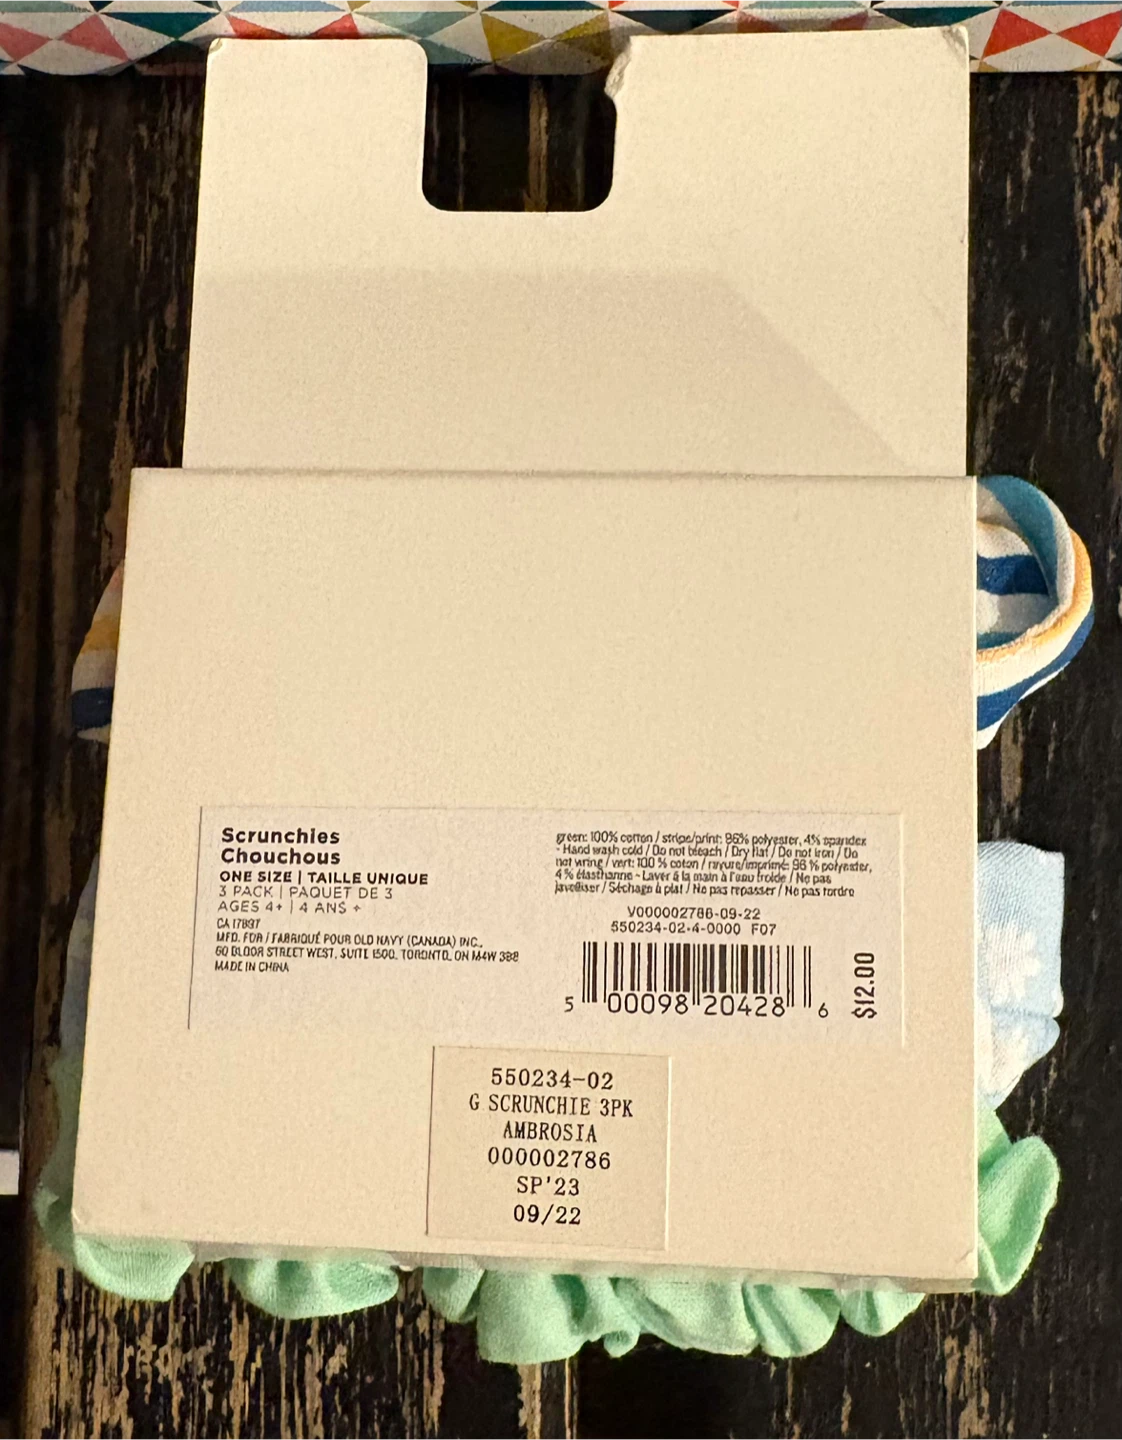 Scrunchies
Chouchous
ONE SIZE | TAILLE UNIQUE
3 PACK | PAQUET DE 3
AGES 4+ | 4 ANS +
CA 17897
MFD. FOR / FABRIQUÉ POUR OLD NAVY (CANADA) INC.,
60 BLOOR STREET WEST, SUITE 1500, TORONTO, ON M4W 3B8
MADE IN CHINA
green: 100% cotton / stripe/print: 96% polyester, 4% spandex
- Hand wash cold / Do not bleach / Dry flat / Do not iron / Do
not wring / vert: 100 % coton / rayure/imprimé: 96 % polyester,
4 % élasthanne - Laver à la main à l'eau froide / Ne pas
javelliser / Séchage à plat / Ne pas repasser / Ne pas tordre
V000002786-09-22
550234-02-4-0000 F07
5 00098 20428 6
$12.00
550234-02
G SCRUNCHIE 3PK
AMBROSIA
000002786
SP'23
09/22